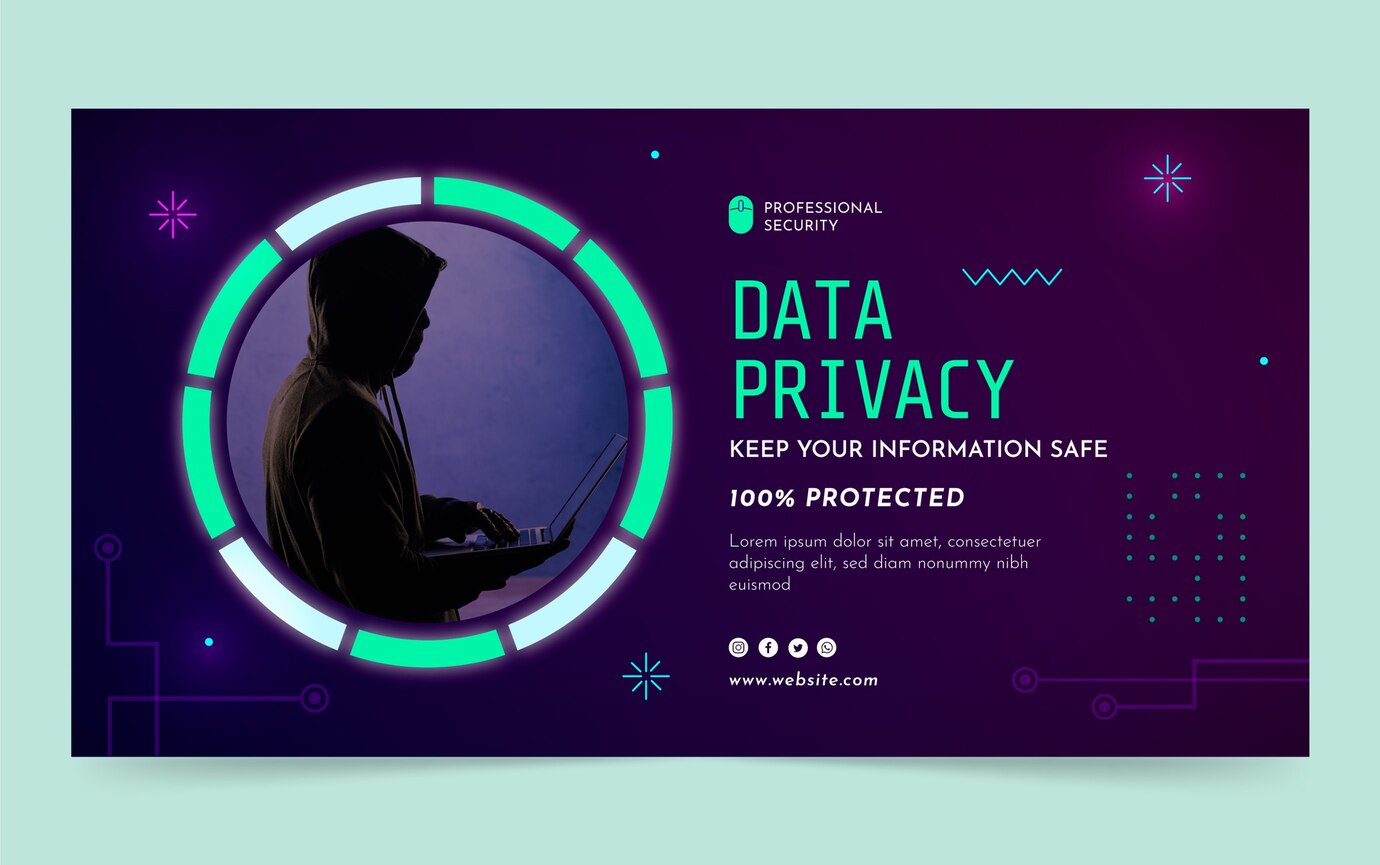 PROFESSIONAL
SECURITY
DATA
PRIVACY
KEEP YOUR INFORMATION SAFE
100% PROTECTED
Lorem ipsum dolor sit amet, consectetuer
adipiscing elit, sed diam nonummy nibh
euismod
www.website.com